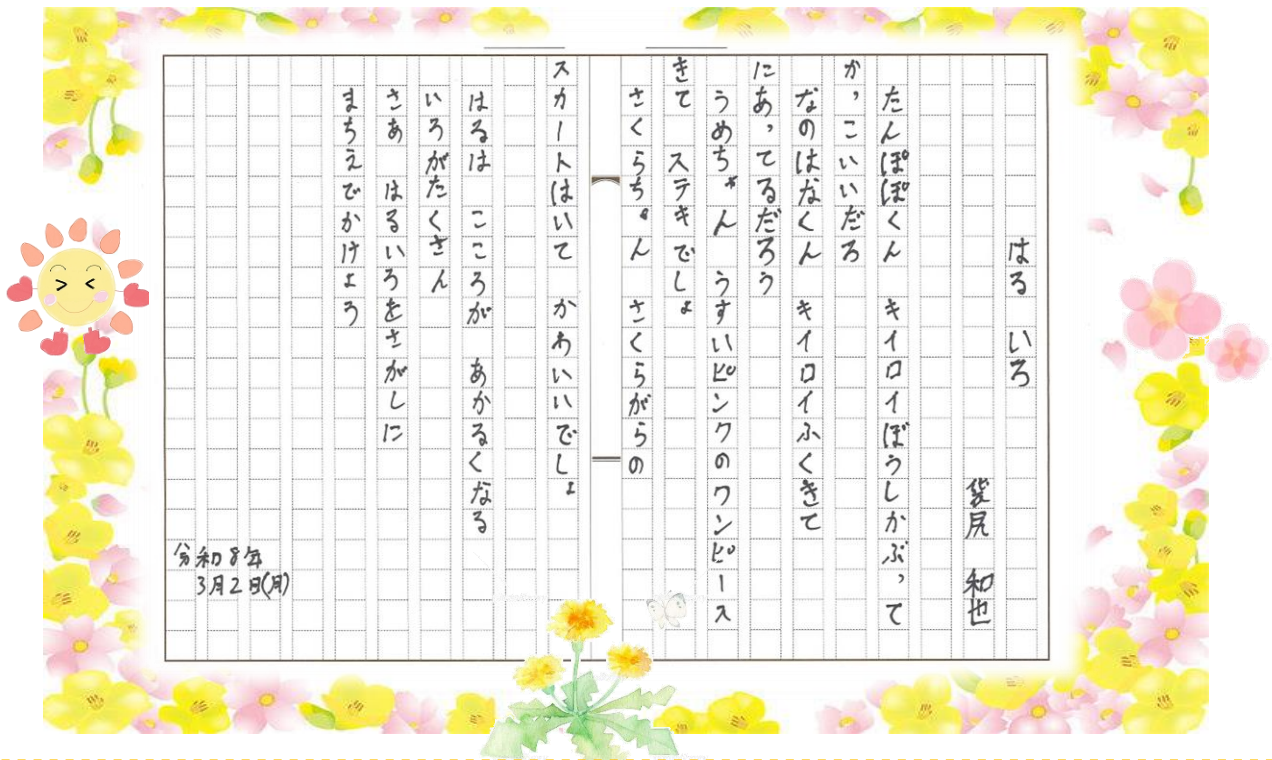 はる いろ
袋尻 和也
たんぽぽくん キイロイぼうしかぶって
かっこいいだろ
なのはなくん キイロイふくきて
にあってるだろう
うめちゃん うすいピンクのワンピース
きて ステキでしょ
さくらちゃん さくらがらの
スカートはいて かわいいでしょ
はるは こころが あかるくなる
いろがたくさん
さあ はるいろをさがしに
まちえでかけよろ
令和8年
3月2日(月)